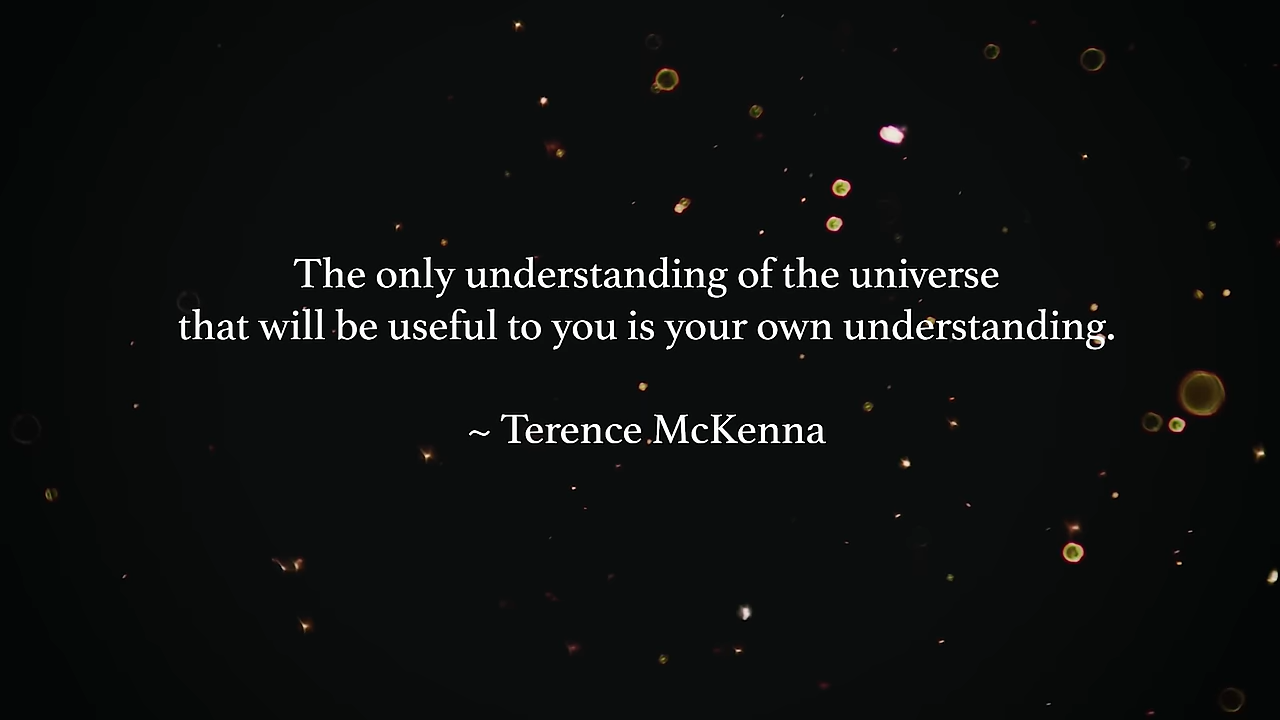 The only understanding of the universe
that will be useful to you is your own understanding.
~ Terence McKenna